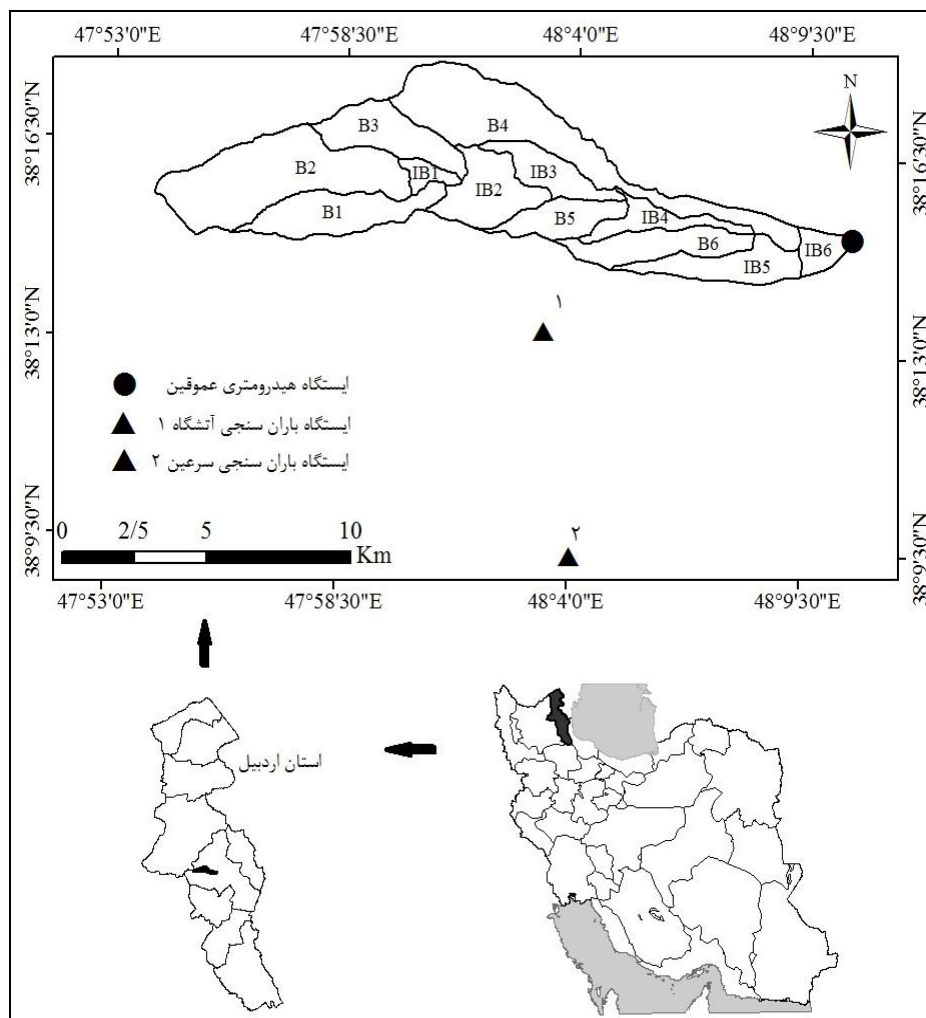 47°53'0"E 47°58'30"E 48°4'0"E 48°9'30"E
N
38°16'30"N
38°16'30"N
B3
B4
B2
IB1
IB3
IB2
B1
B5
IB4
B6
IB6
IB5
۱
38°13'0"N
38°13'0"N
ایستگاه هیدرومتری عموقین
ایستگاه باران سنجی آتشگاه ۱
ایستگاه باران سنجی سرعین ۲
38°9'30"N
38°9'30"N
0 2/5 5 10
Km
۲
47°53'0"E 47°58'30"E 48°4'0"E 48°9'30"E
استان اردبیل